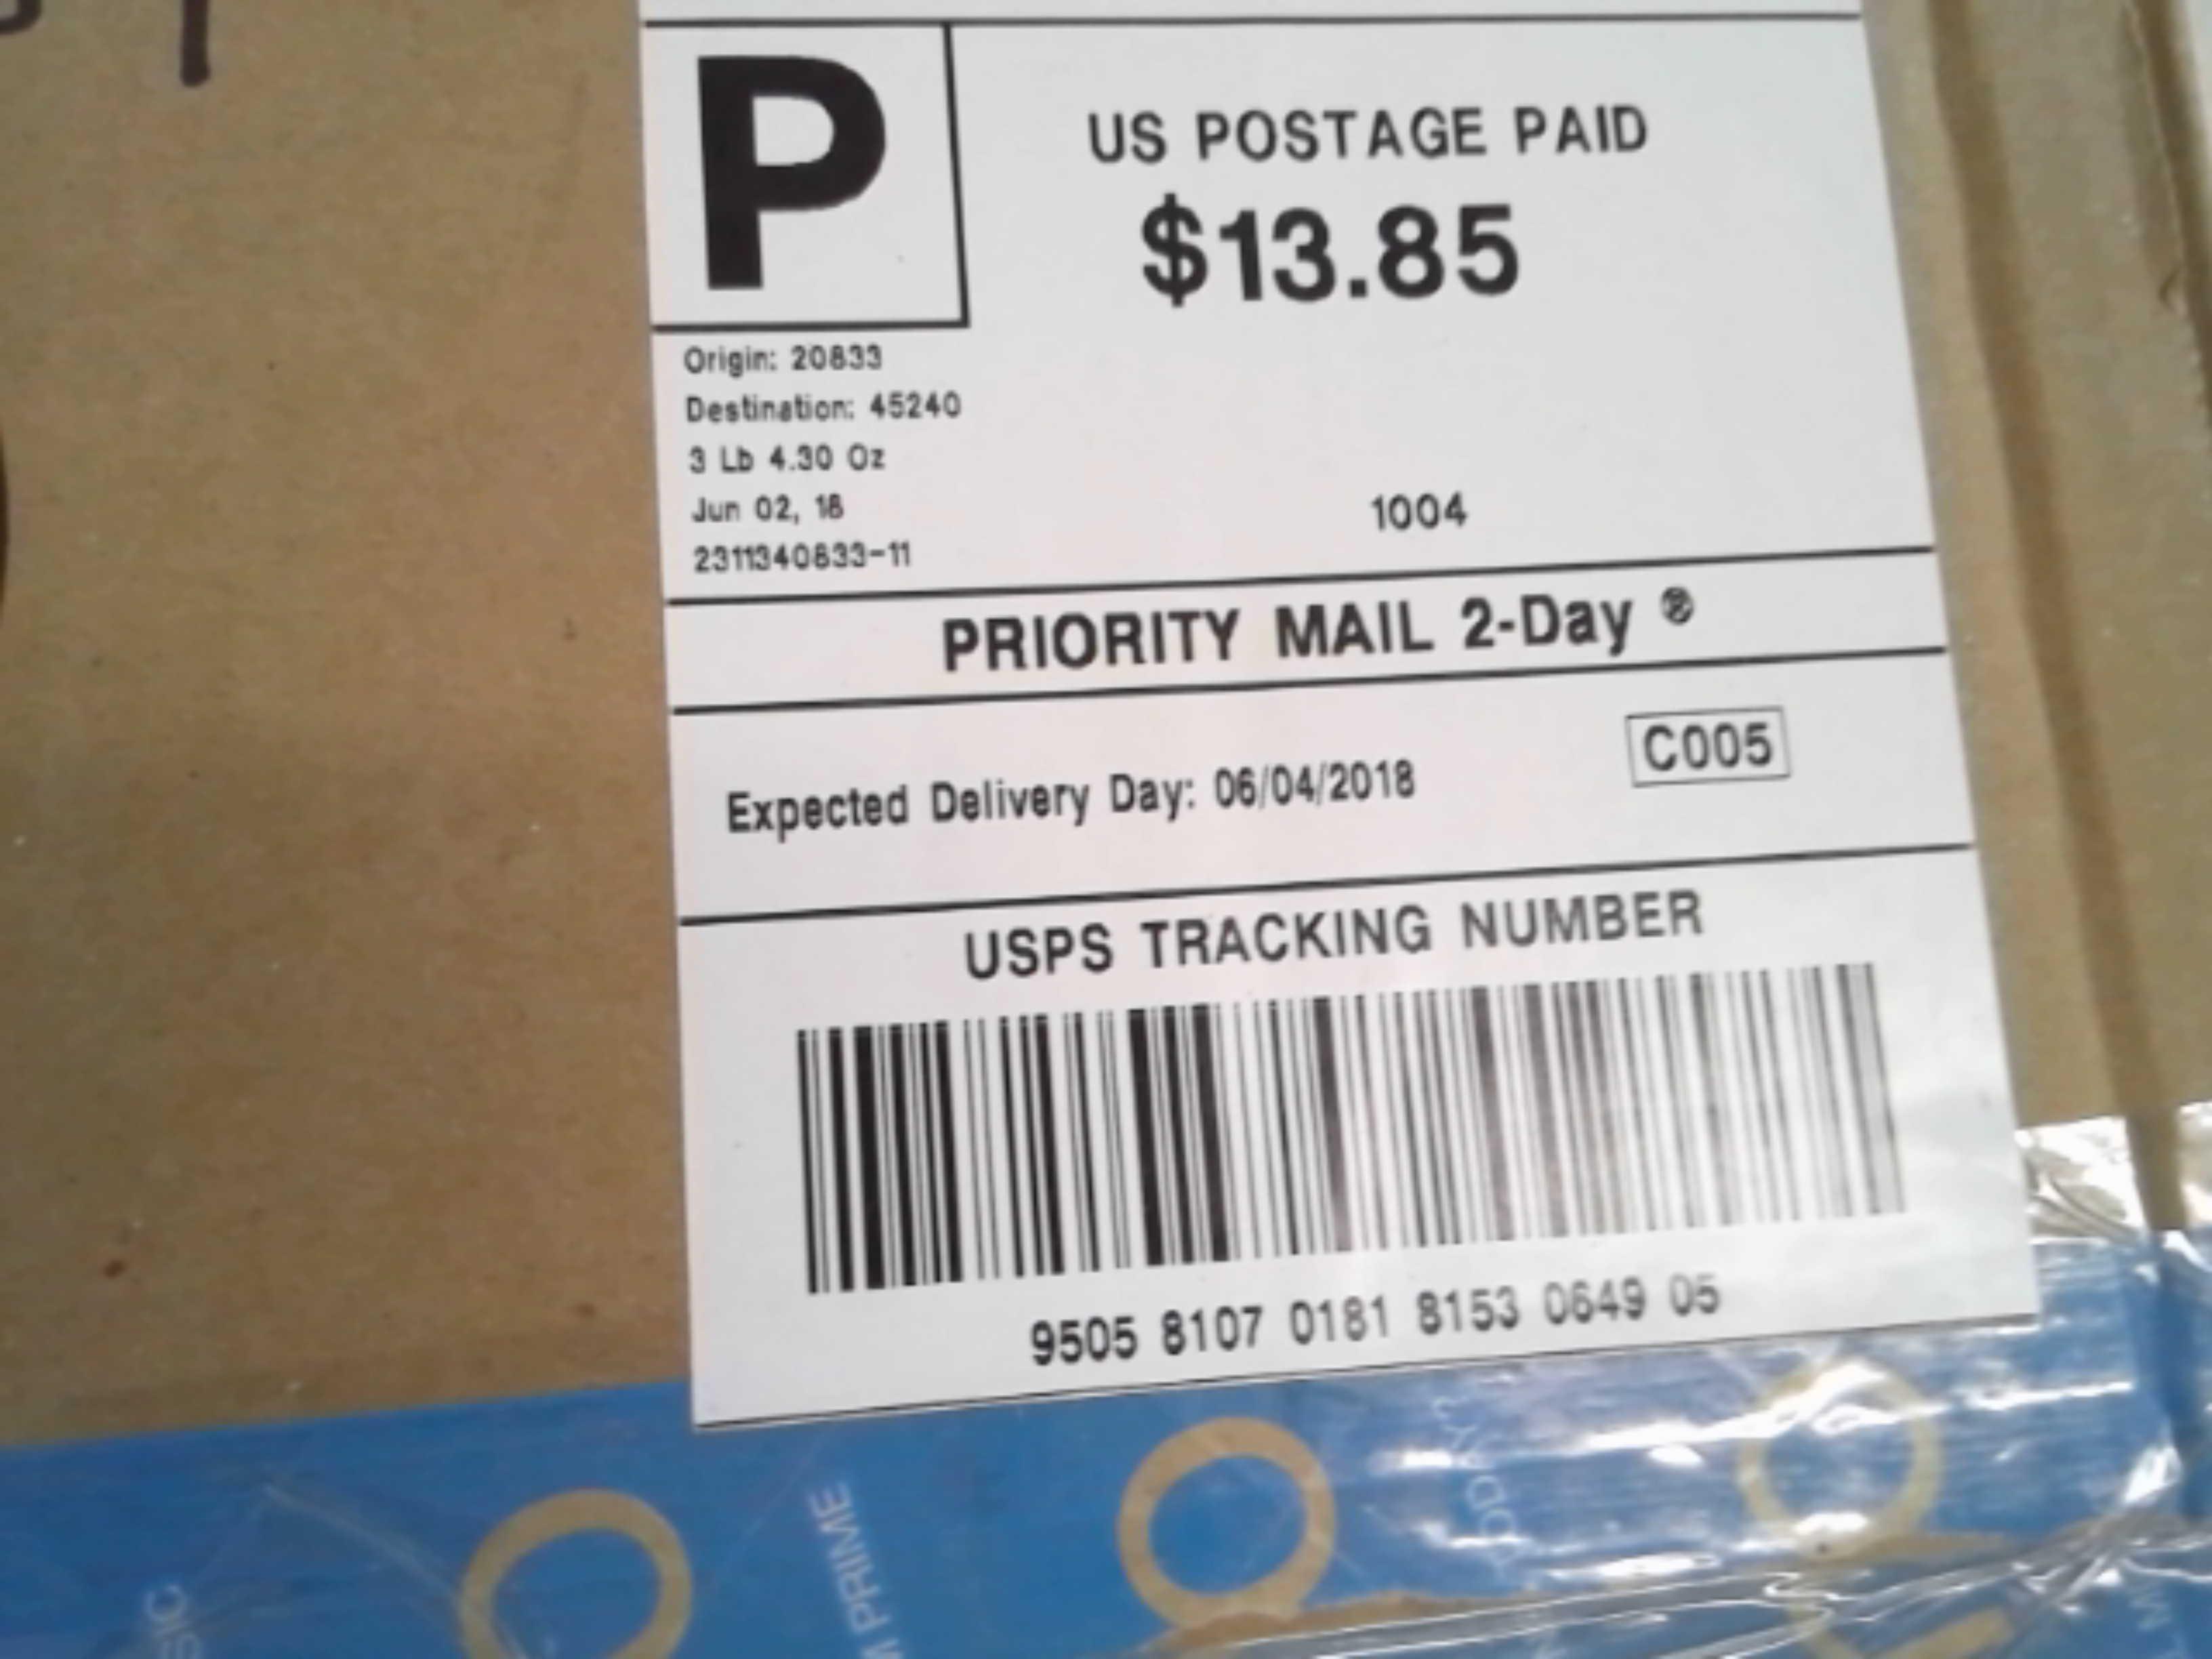 P
US POSTAGE PAID
$13.85
Origin: 20833
Destination: 45240
3 Lb 4.30 Oz
Jun 02, 18
2311340833-11
1004
PRIORITY MAIL 2-Day ®
C005
Expected Delivery Day: 06/04/2018
USPS TRACKING NUMBER
9505 8107 0181 8153 0649 05
PRIME